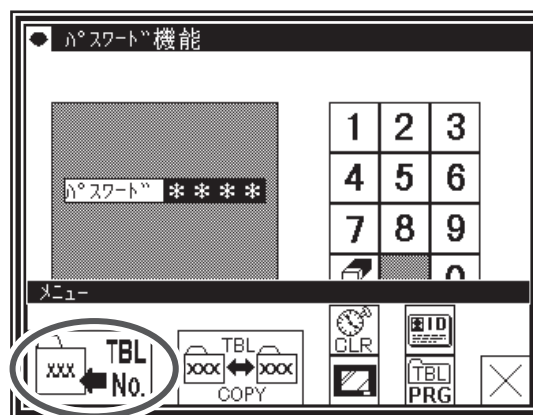 パスワード機能
1 2 3
パスワード ****
4 5 6
7 8 9
0
メニュー
xxx TBL No.
TBL
xxx xxx
COPY
CLR
ID
TBL
PRG